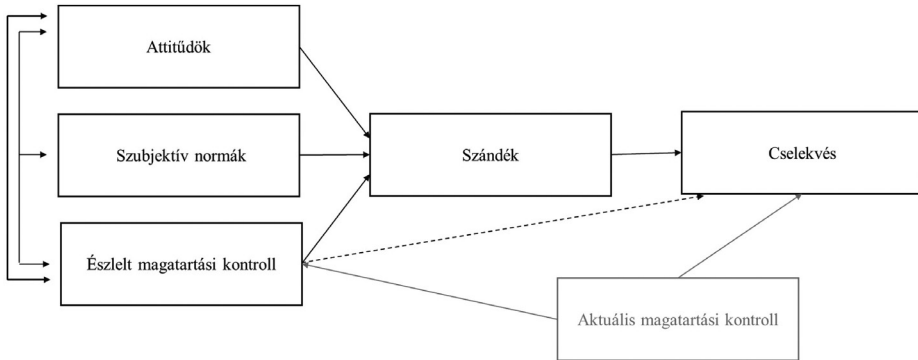 Attitűdök
Szubjektív normák
Szándék
Cselekvés
Észlelt magatartási kontroll
Aktuális magatartási kontroll